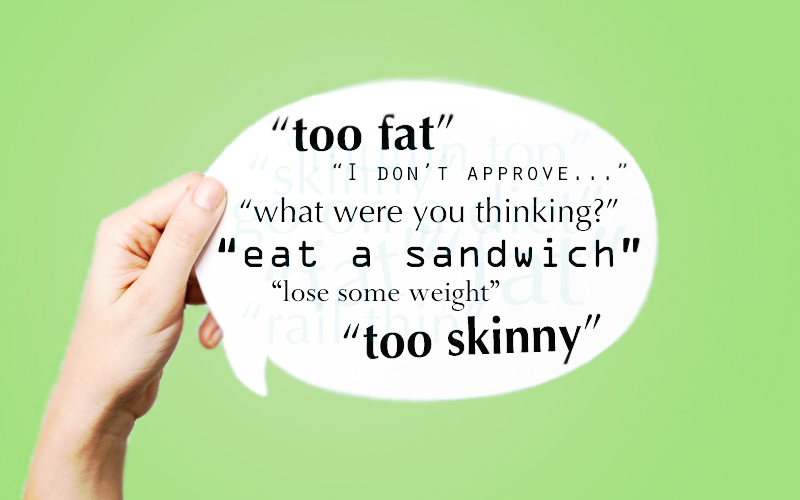 “too fat”
“I DON’T APPROVE...”
“what were you thinking?”
“eat a sandwich”
“lose some weight”
“too skinny”